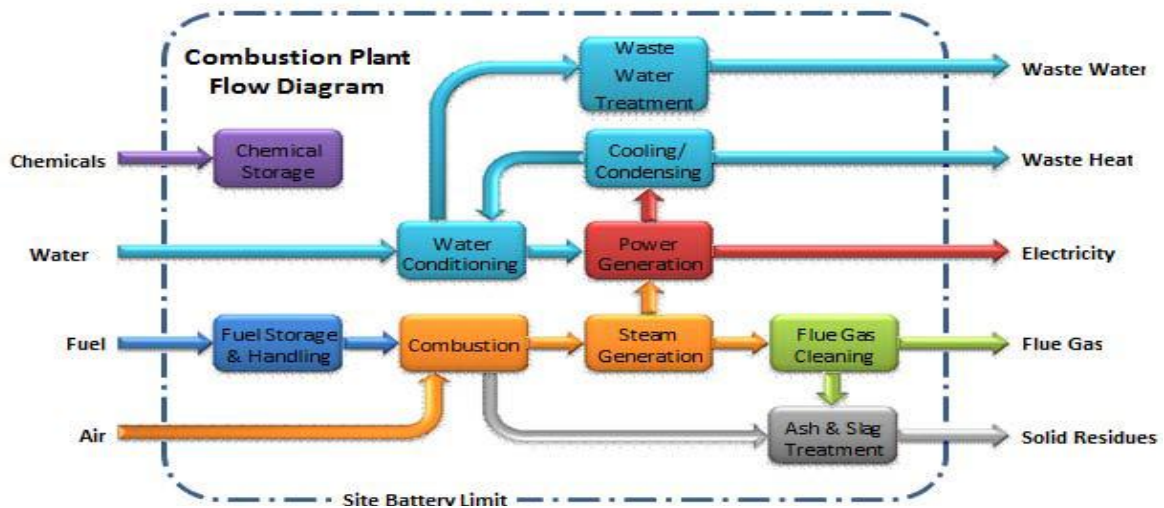 Combustion Plant
Flow Diagram
Waste
Water
Treatment
Waste Water
Chemicals
Chemical
Storage
Cooling/
Condensing
Waste Heat
Water
Water
Conditioning
Power
Generation
Electricity
Fuel
Fuel Storage
& Handling
Combustion
Steam
Generation
Flue Gas
Cleaning
Flue Gas
Air
Ash & Slag
Treatment
Solid Residues
Site Battery Limit